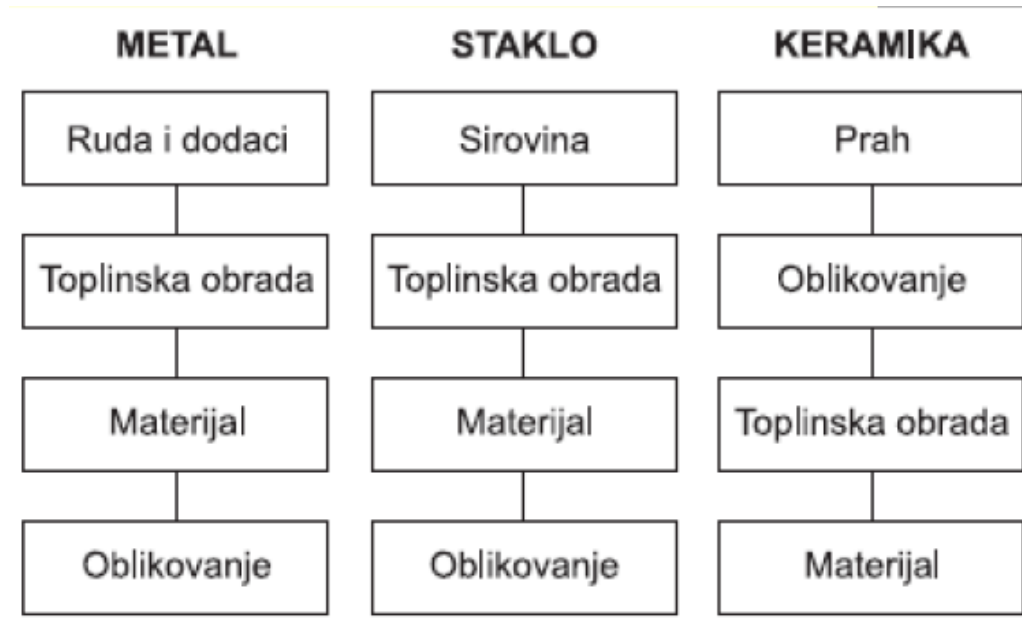 METAL
Ruda i dodaci
Toplinska obrada
Materijal
Oblikovanje
STAKLO
Sirovina
Toplinska obrada
Materijal
Oblikovanje
KERAMIKA
Prah
Oblikovanje
Toplinska obrada
Materijal